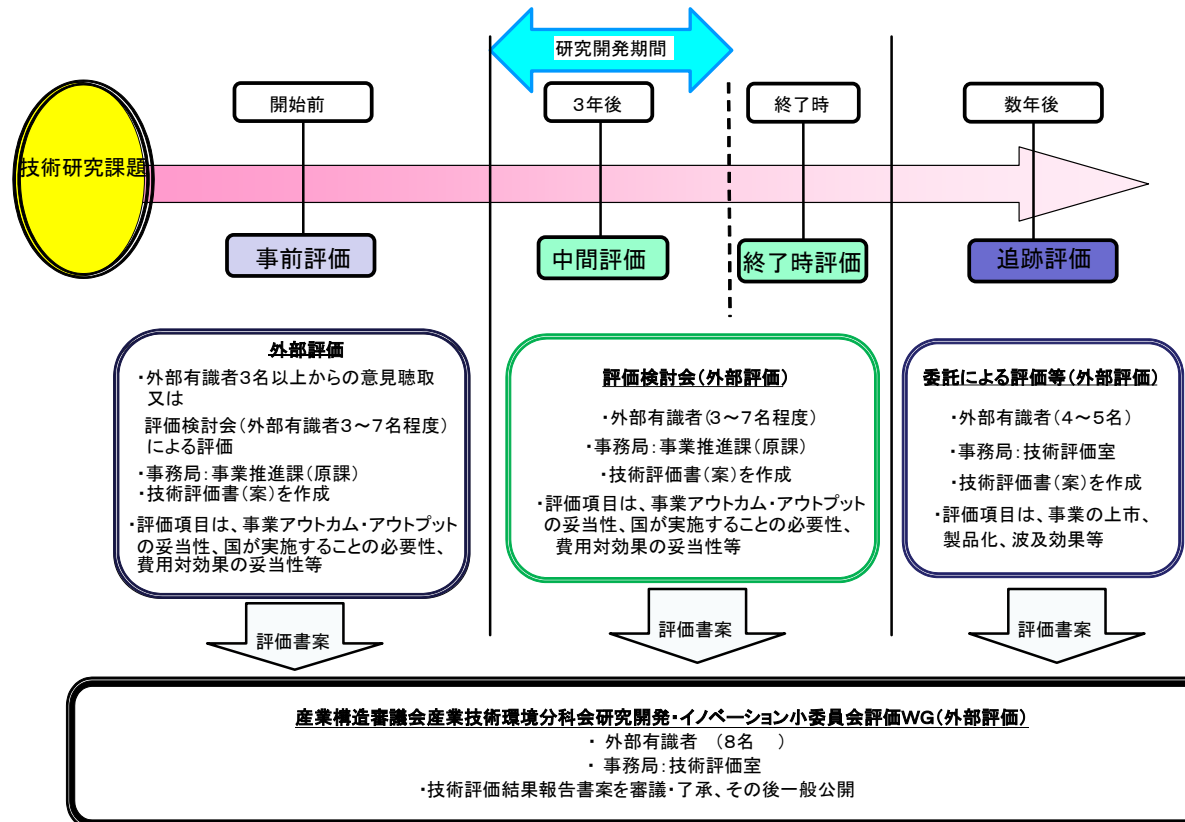 研究開発期間
開始前
3年後
終了時
数年後
技術研究課題
事前評価
中間評価
終了時評価
追跡評価
外部評価
・外部有識者3名以上からの意見聴取
又は
評価検討会(外部有識者3～7名程度)
による評価
・事務局:事業推進課(原課)
・技術評価書(案)を作成
・評価項目は、事業アウトカム・アウトプット
の妥当性、国が実施することの必要性、
費用対効果の妥当性等
評価検討会(外部評価)
・外部有識者(3～7名程度)
・事務局:事業推進課(原課)
・技術評価書(案)を作成
・評価項目は、事業アウトカム・アウトプット
の妥当性、国が実施することの必要性、
費用対効果の妥当性等
委託による評価等(外部評価)
・外部有識者(4～5名)
・事務局:技術評価室
・技術評価書(案)を作成
・評価項目は、事業の上市、
製品化、波及効果等
評価書案
評価書案
評価書案
産業構造審議会産業技術環境分科会研究開発・イノベーション小委員会評価WG(外部評価)
・ 外部有識者 (8名 )
・ 事務局:技術評価室
・技術評価結果報告書案を審議・了承、その後一般公開